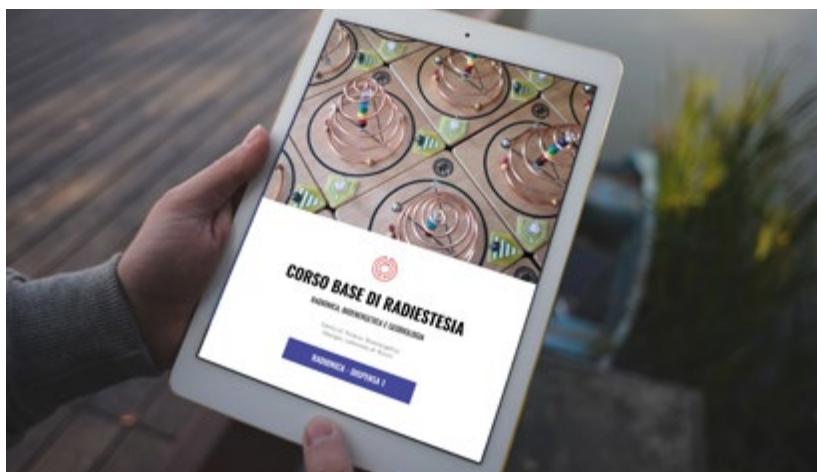 CORSO BASE DI RADIESTESIA
RADIONICA, BIOENERGETICA E GEOBIOLOGIA
RADIONICA - DISPENSA 1